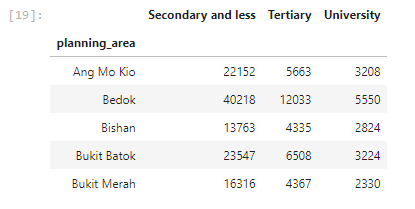 [19]:
Secondary and less Tertiary University
planning_area
Ang Mo Kio 22152 5663 3208
Bedok 40218 12033 5550
Bishan 13763 4335 2824
Bukit Batok 23547 6508 3224
Bukit Merah 16316 4367 2330